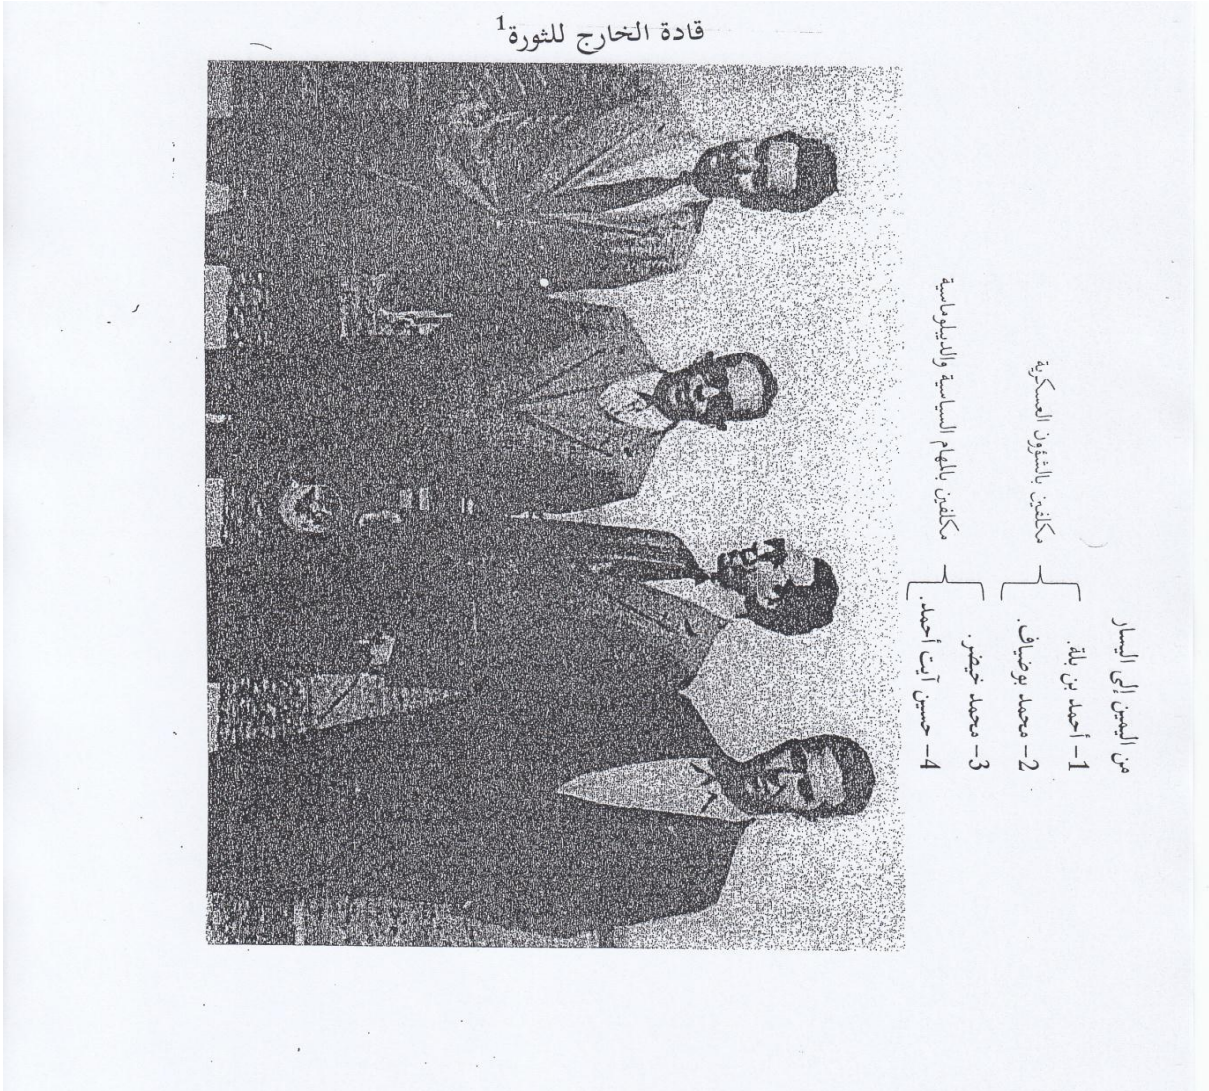 قادة الخارج للثورة1
من اليمين إلى اليسار
1- أحمد بن بلة.
2- محمد بوضياف.
مكلفين بالشؤون العسكرية
3- محمد خيضر.
4- حسين آيت أحمد.
مكلفين بالمهام السياسية والديبلوماسية